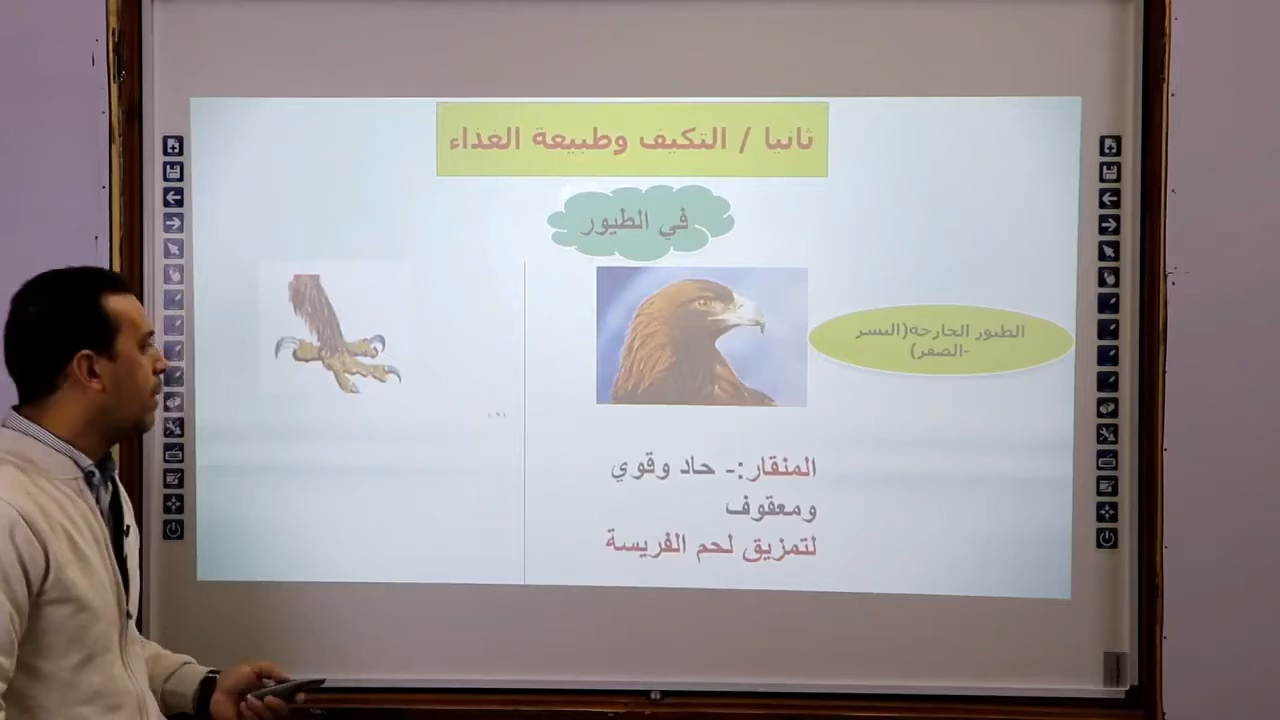 ثانيا / التكيف وطبيعة الغذاء
في الطيور
الطيور الجارحة(النسر
-الصقر)
المنقار:- حاد وقوي
ومعقوف
لتمزيق لحم الفريسة